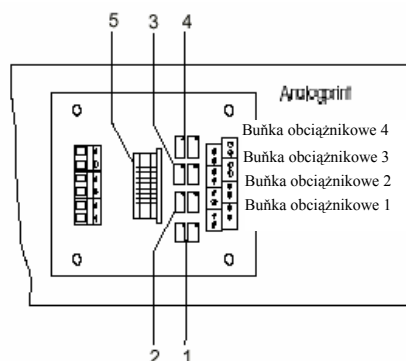 5 3 4
Analogprint
Buňka obciążnikowe 4
Buňka obciążnikowe 3
Buňka obciążnikowe 2
Buňka obciążnikowe 1
2 1